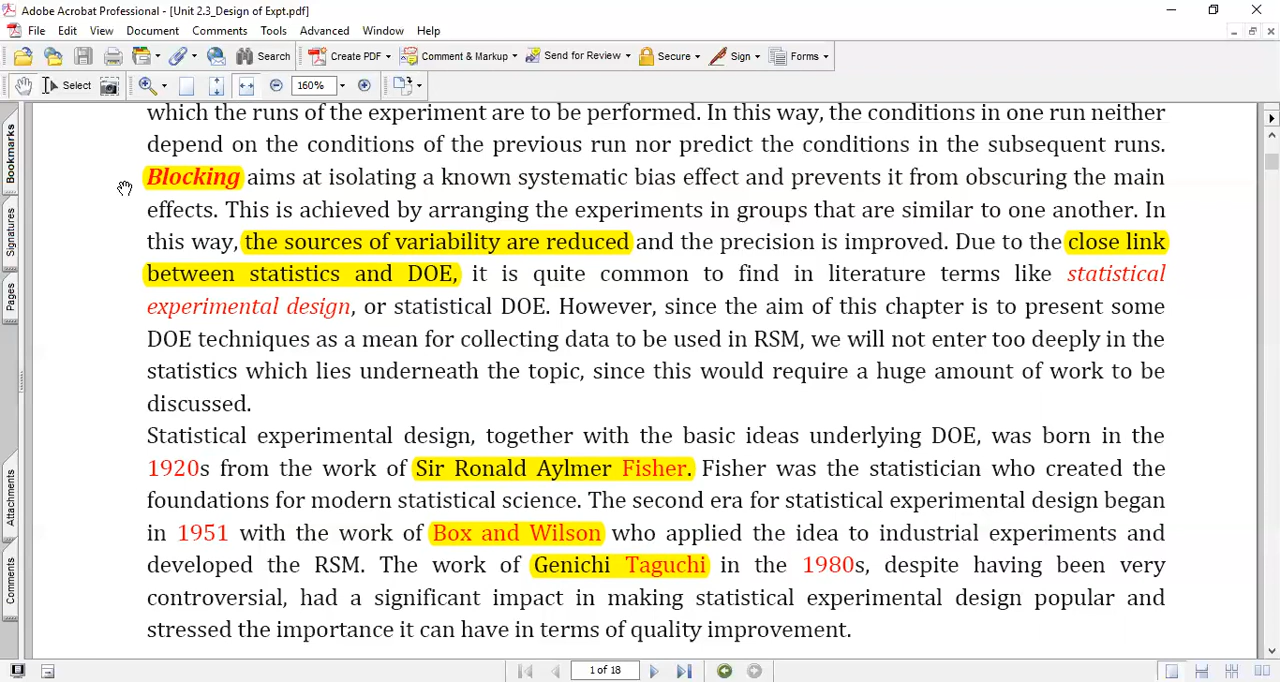 Adobe Acrobat Professional - [Unit 2.3_Design of Expt.pdf]
File Edit View Document Comments Tools Advanced Window Help
Search Create PDF Comment & Markup Send for Review Secure Sign Forms
Select 160%
which the runs of the experiment are to be performed. In this way, the conditions in one run neither
depend on the conditions of the previous run nor predict the conditions in the subsequent runs.
Blocking aims at isolating a known systematic bias effect and prevents it from obscuring the main
effects. This is achieved by arranging the experiments in groups that are similar to one another. In
this way, the sources of variability are reduced and the precision is improved. Due to the close link
between statistics and DOE, it is quite common to find in literature terms like statistical
experimental design, or statistical DOE. However, since the aim of this chapter is to present some
DOE techniques as a mean for collecting data to be used in RSM, we will not enter too deeply in the
statistics which lies underneath the topic, since this would require a huge amount of work to be
discussed.
Statistical experimental design, together with the basic ideas underlying DOE, was born in the
1920s from the work of Sir Ronald Aylmer Fisher. Fisher was the statistician who created the
foundations for modern statistical science. The second era for statistical experimental design began
in 1951 with the work of Box and Wilson who applied the idea to industrial experiments and
developed the RSM. The work of Genichi Taguchi in the 1980s, despite having been very
controversial, had a significant impact in making statistical experimental design popular and
stressed the importance it can have in terms of quality improvement.
Bookmarks
Signatures
Pages
Attachments
Comments
1 of 18